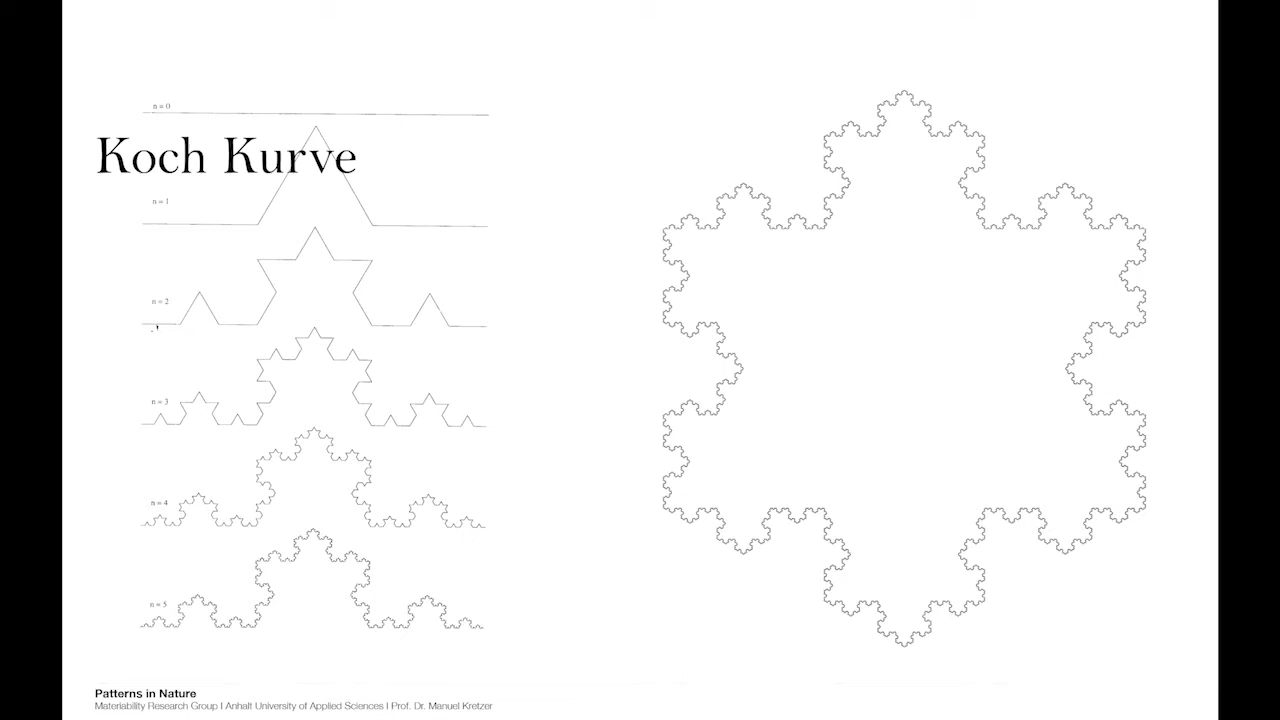 n = 0
Koch Kurve
n = 1
n = 2
n = 3
n = 4
n = 5
Patterns in Nature
Materiability Research Group I Anhalt University of Applied Sciences I Prof. Dr. Manuel Kretzer